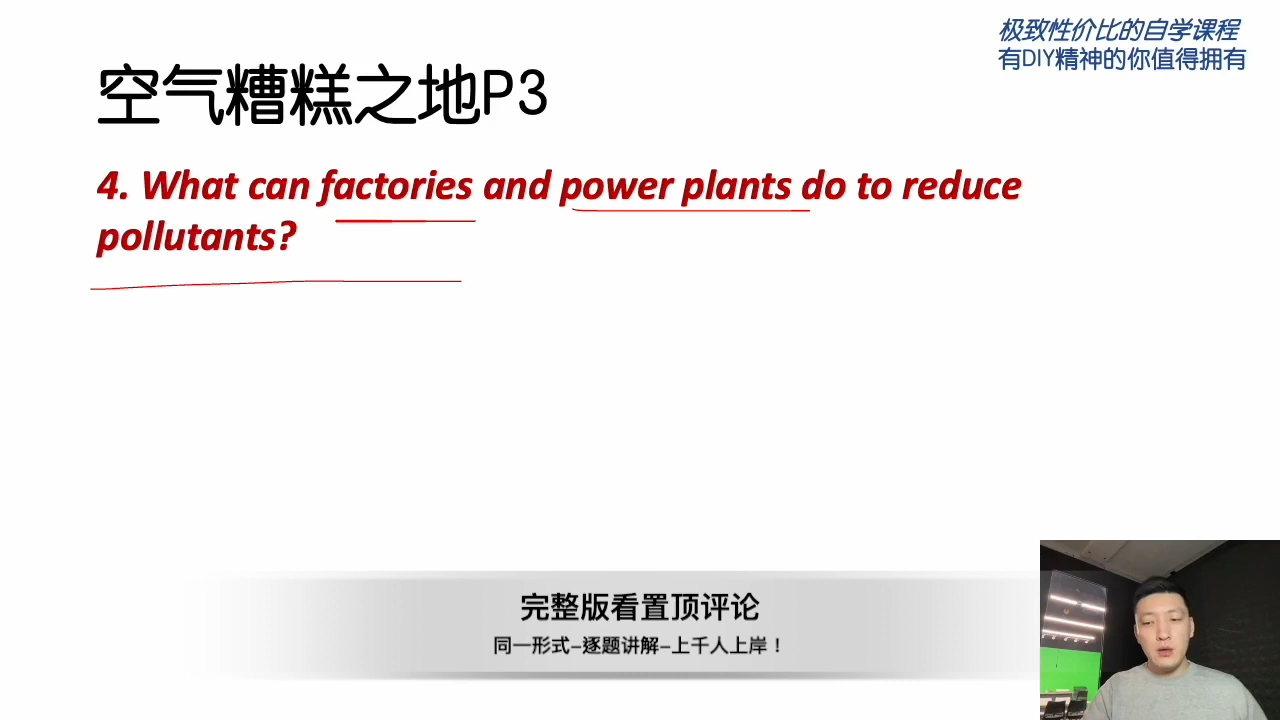 极致性价比的自学课程
有DIY精神的你值得拥有
空气糟糕之地P3
4. What can factories and power plants do to reduce
pollutants?
完整版看置顶评论
同一形式-逐题讲解-上千人上岸！